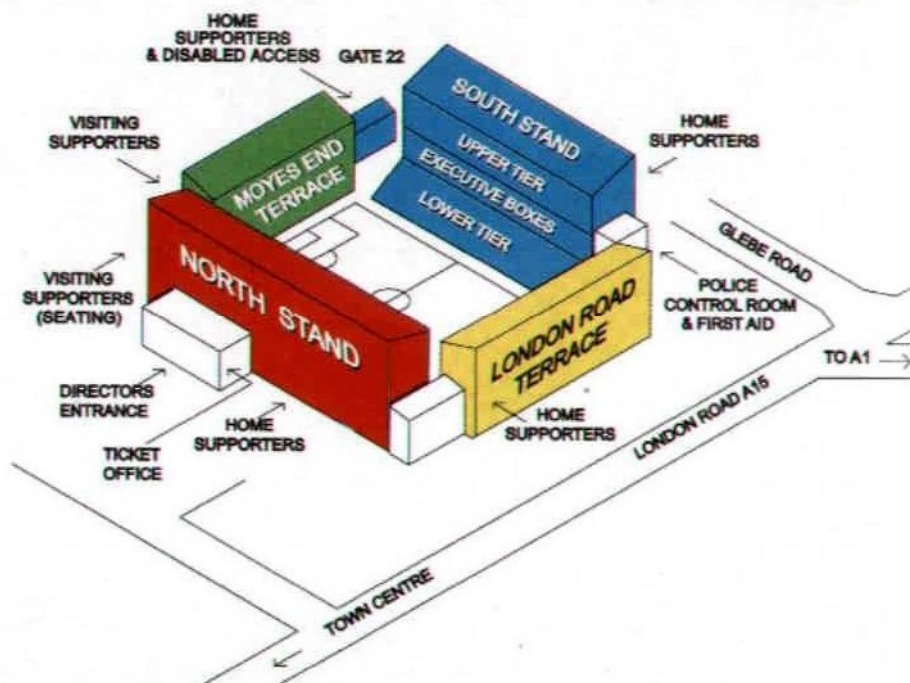 HOME
SUPPORTERS
& DISABLED ACCESS
GATE 22
VISITING
SUPPORTERS
MOYES END
TERRACE
SOUTH STAND
UPPER TIER
EXECUTIVE BOXES
LOWER TIER
HOME
SUPPORTERS
GLEBE ROAD
VISITING
SUPPORTERS
(SEATING)
NORTH STAND
LONDON ROAD
TERRACE
POLICE
CONTROL ROOM
& FIRST AID
TO A1
DIRECTORS
ENTRANCE
TICKET
OFFICE
HOME
SUPPORTERS
HOME
SUPPORTERS
LONDON ROAD A15
TOWN CENTRE